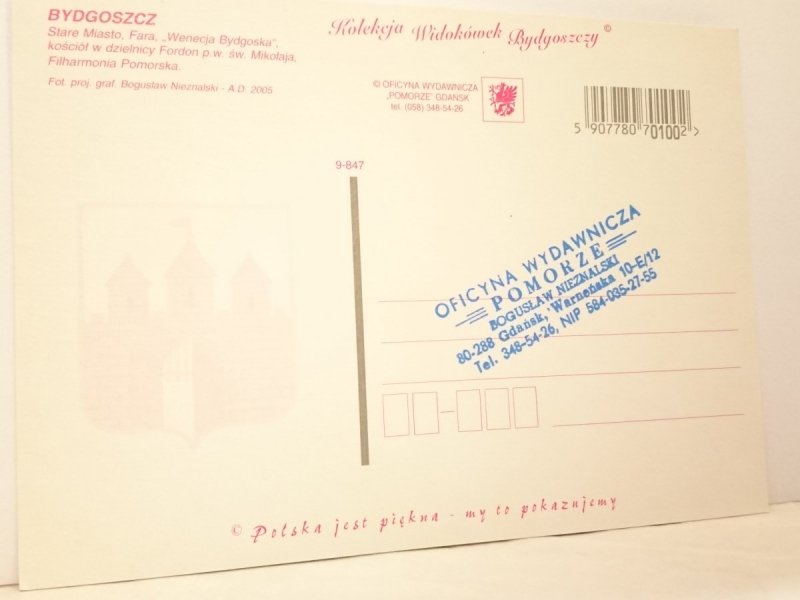 BYDGOSZCZ
Stare Miasto, Fara, „Wenecja Bydgoska",
kościół w dzielnicy Fordon p.w. św. Mikołaja,
Filharmonia Pomorska.
Fot. proj. graf. Bogusław Nieznalski - A.D. 2005
Kolekcja Widokówek Bydgoszczy ©
© OFICYNA WYDAWNICZA
„POMORZE" GDAŃSK
tel. (058) 348-54-26
5 907780 701002 >
9-847
OFICYNA WYDAWNICZA
POMORZE
BOGUSŁAW NIEZNALSKI
80-288 Gdańsk, Warneńska 10-E/12
Tel. 348-54-26, NIP 584-035-27-55
© Polska jest piękna - my to pokazujemy